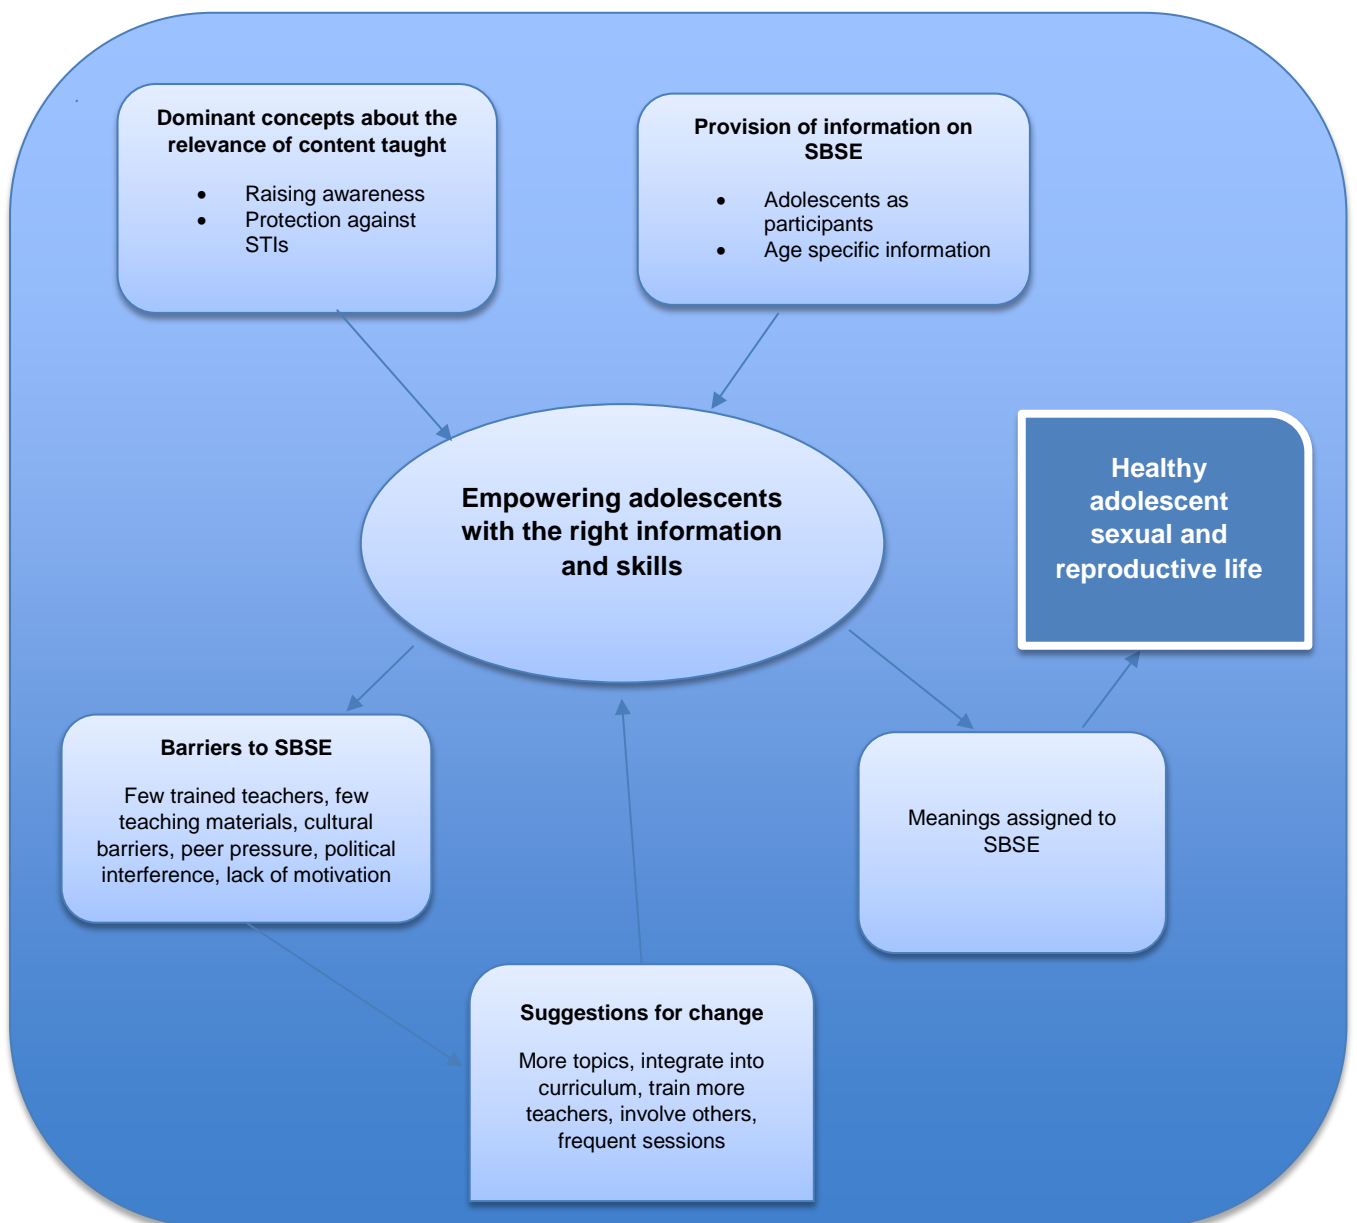 Dominant concepts about the
relevance of content taught
• Raising awareness
• Protection against
STIs
Provision of information on
SBSE
• Adolescents as
participants
• Age specific information
Empowering adolescents
with the right information
and skills
Healthy
adolescent
sexual and
reproductive life
Barriers to SBSE
Few trained teachers, few
teaching materials, cultural
barriers, peer pressure, political
interference, lack of motivation
Meanings assigned to
SBSE
Suggestions for change
More topics, integrate into
curriculum, train more
teachers, involve others,
frequent sessions